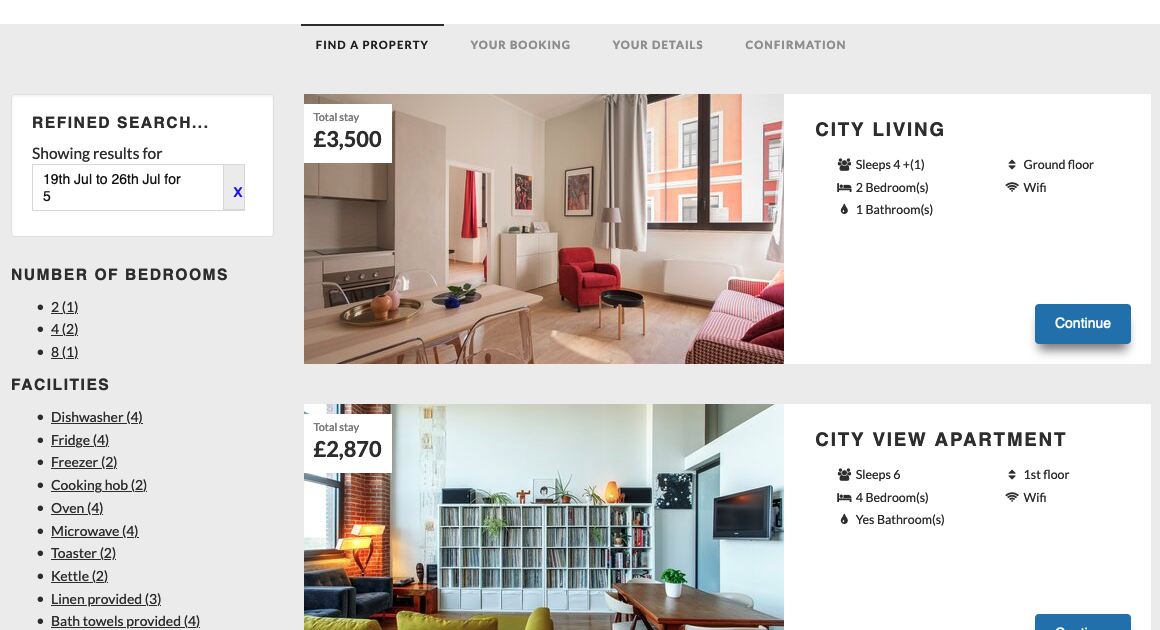 FIND A PROPERTY
YOUR BOOKING
YOUR DETAILS
CONFIRMATION
REFINED SEARCH...
Showing results for
19th Jul to 26th Jul for
5
X
NUMBER OF BEDROOMS
2 (1)
4 (2)
8 (1)
FACILITIES
Dishwasher (4)
Fridge (4)
Freezer (2)
Cooking hob (2)
Oven (4)
Microwave (4)
Toaster (2)
Kettle (2)
Linen provided (3)
Bath towels provided (4)
Total stay
£3,500
CITY LIVING
Sleeps 4 +(1)
Ground floor
2 Bedroom(s)
Wifi
1 Bathroom(s)
Continue
Total stay
£2,870
CITY VIEW APARTMENT
Sleeps 6
1st floor
4 Bedroom(s)
Wifi
Yes Bathroom(s)